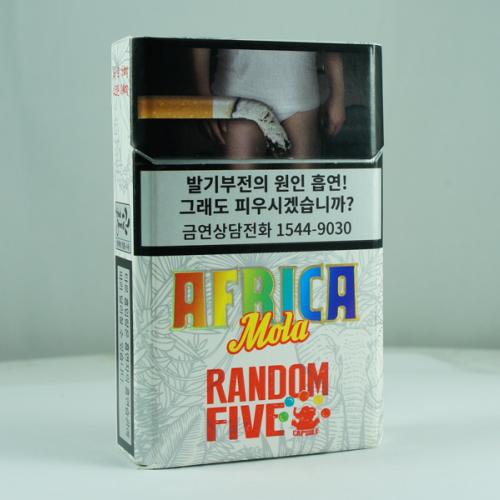 발기부전의 원인 흡연!
그래도 피우시겠습니까?
금연상담전화 1544-9030
AFRICA
Mola
RANDOM
FIVE
CAPSULE